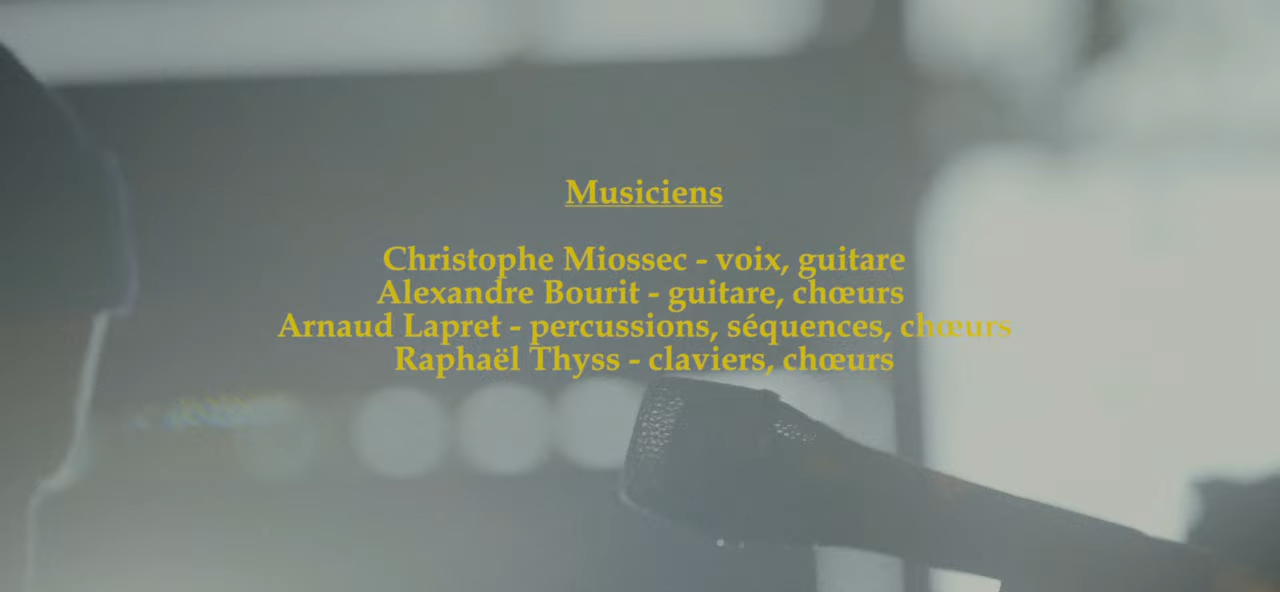 Musiciens
Christophe Miossec - voix, guitare
Alexandre Bourit - guitare, chœurs
Arnaud Lapret - percussions, séquences, chœurs
Raphaël Thyss - claviers, chœurs